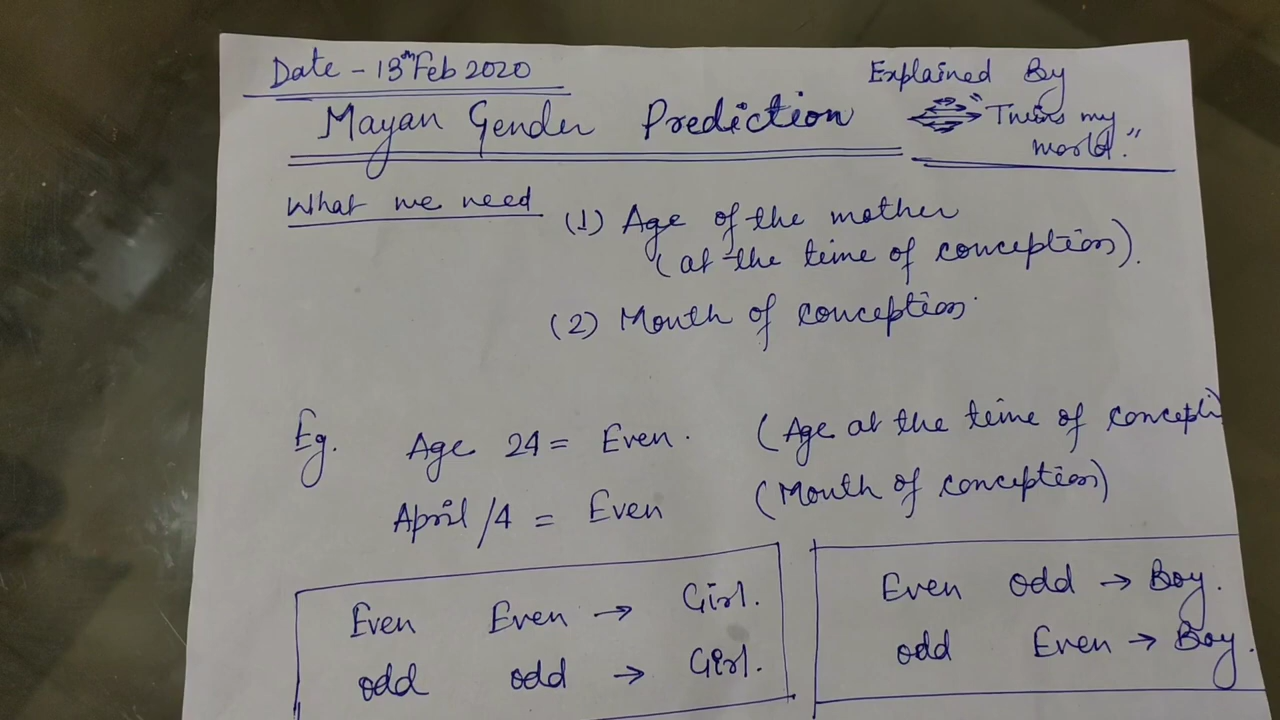 Date - 13th Feb 2020
Mayan Gender Prediction
Explained By
"Twins my
world."
What we need
(1) Age of the mother
(at the time of conception).
(2) Month of conception.
Eg. Age 24 = Even. (Age at the time of concepti
April/4 = Even (Month of conception)
Even Even → Girl.
odd odd → Girl.
Even odd → Boy.
odd Even → Boy.